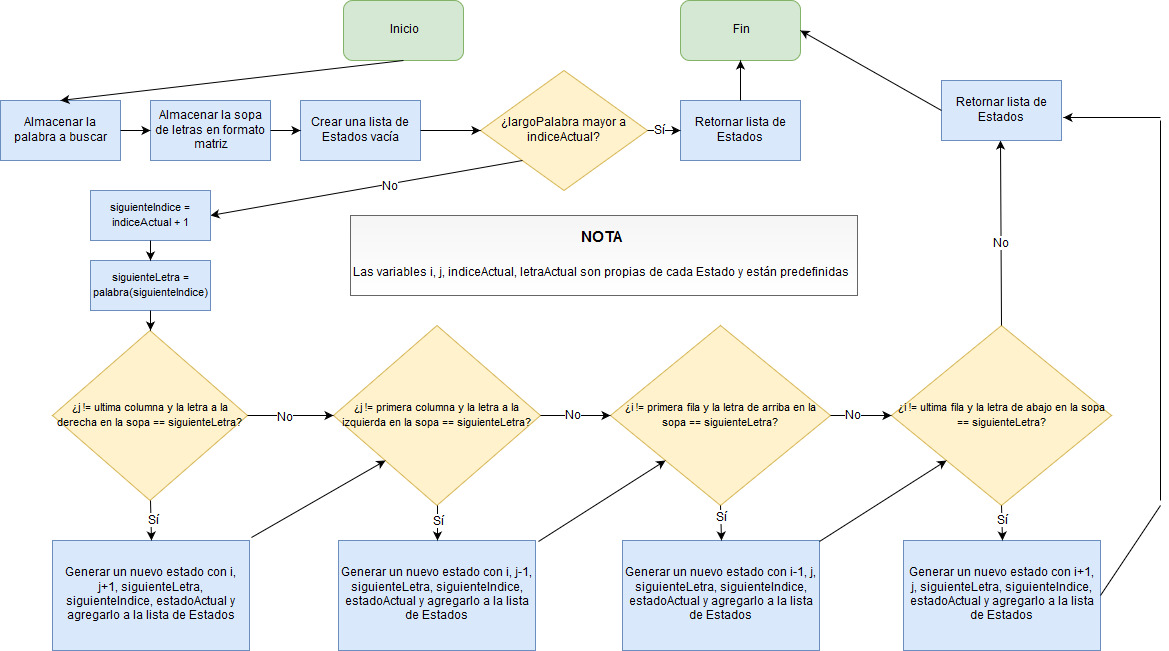 Inicio
Fin
Almacenar la
palabra a buscar
Almacenar la sopa
de letras en formato
matriz
Crear una lista de
Estados vacía
¿largoPalabra mayor a
indiceActual?
Sí
Retornar lista de
Estados
Retornar lista de
Estados
No
siguienteIndice =
indiceActual + 1
siguienteLetra =
palabra(siguienteIndice)
NOTA
Las variables i, j, indiceActual, letraActual son propias de cada Estado y están predefinidas
No
¿j != ultima columna y la letra a la
derecha en la sopa == siguienteLetra?
No
¿j != primera columna y la letra a la
izquierda en la sopa == siguienteLetra?
No
¿i != primera fila y la letra de arriba en la
sopa == siguienteLetra?
No
¿i != ultima fila y la letra de abajo en la sopa
== siguienteLetra?
Sí
Sí
Sí
Sí
Generar un nuevo estado con i,
j+1, siguienteLetra,
siguienteIndice, estadoActual y
agregarlo a la lista de Estados
Generar un nuevo estado con i, j-1,
siguienteLetra, siguienteIndice,
estadoActual y agregarlo a la lista
de Estados
Generar un nuevo estado con i-1, j,
siguienteLetra, siguienteIndice,
estadoActual y agregarlo a la lista
de Estados
Generar un nuevo estado con i+1,
j, siguienteLetra, siguienteIndice,
estadoActual y agregarlo a la lista
de Estados